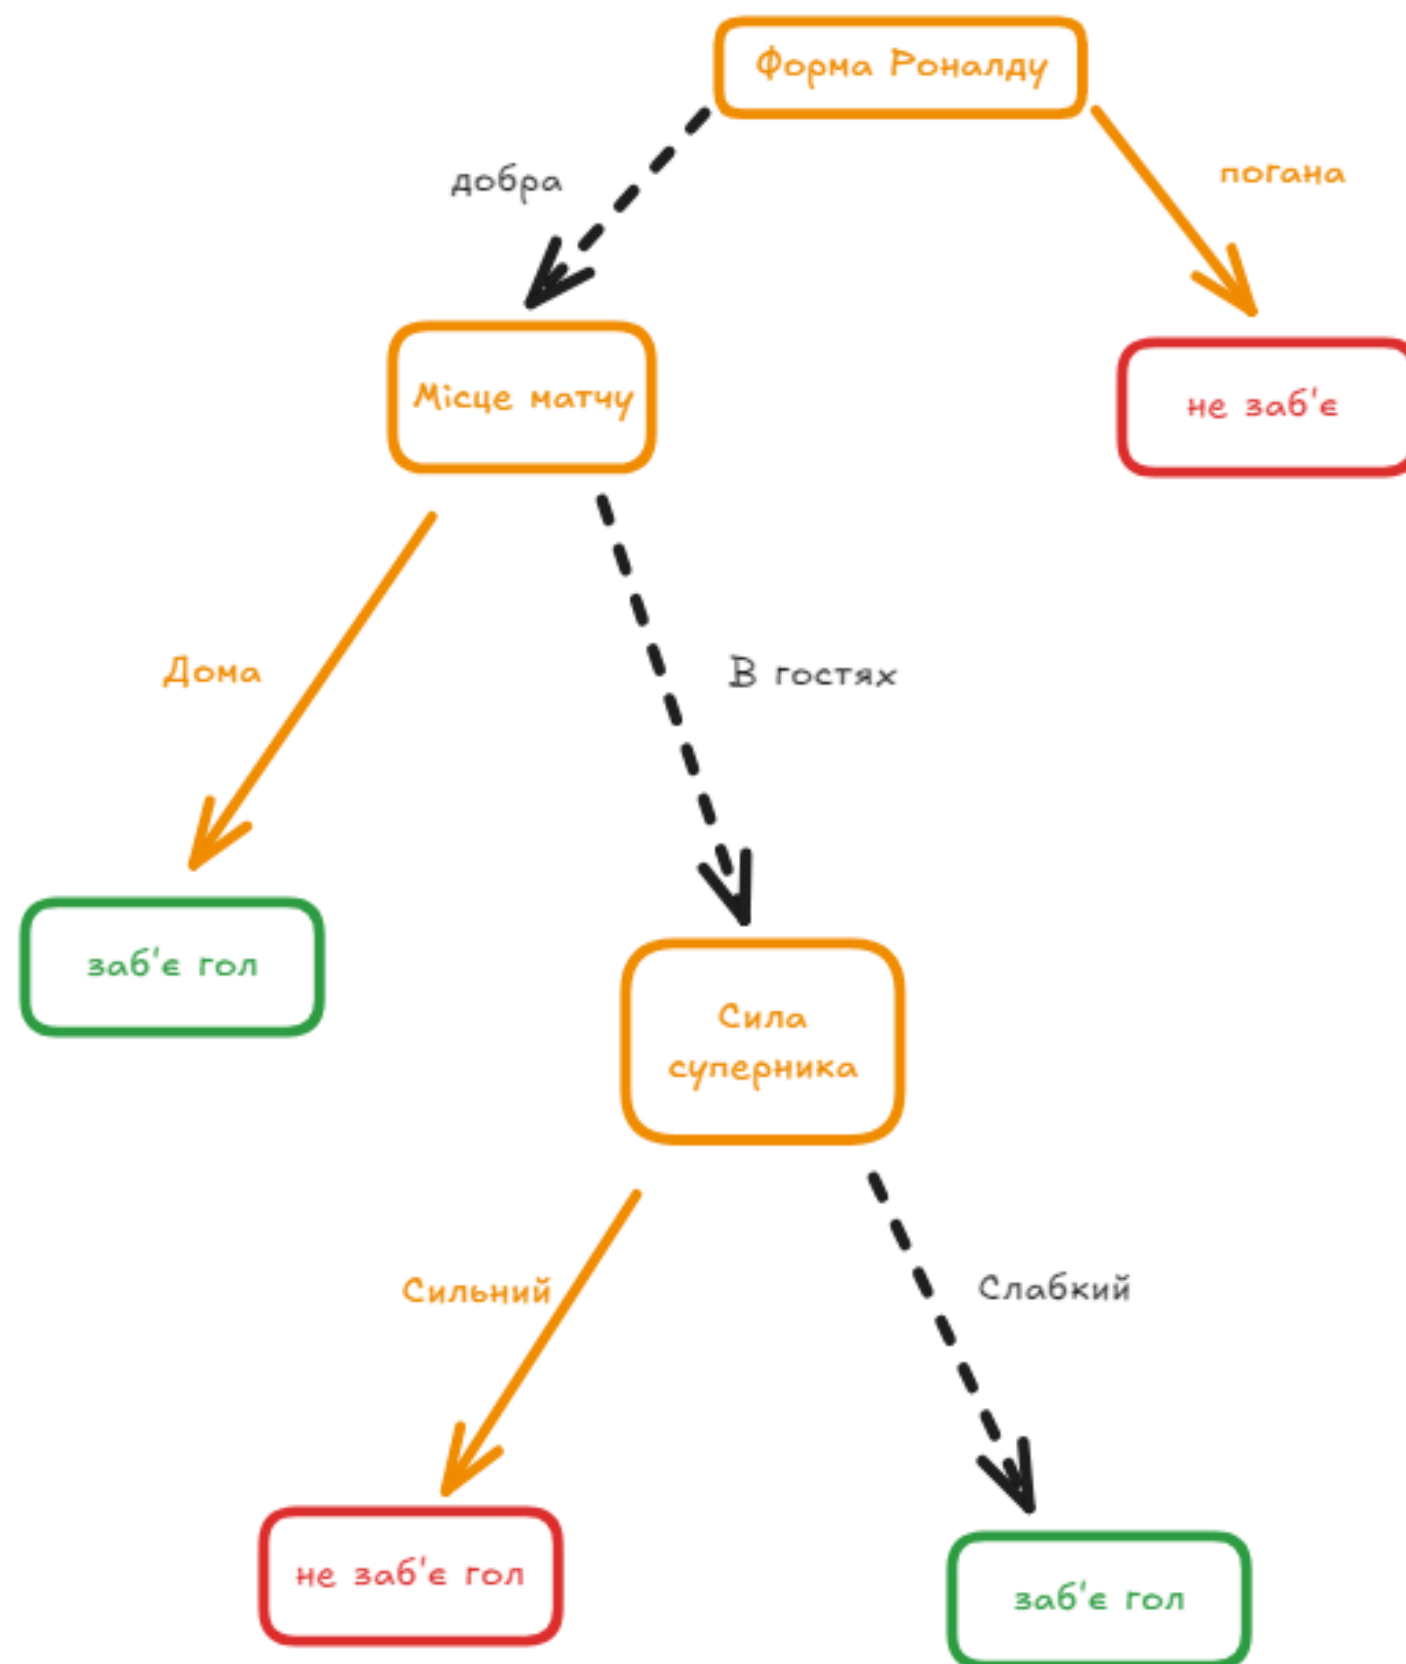 Форма Роналду
добра
погана
Місце матчу
не заб'є
Дома
В гостях
заб'є гол
Сила
суперника
Сильний
Слабкий
не заб'є гол
заб'є гол